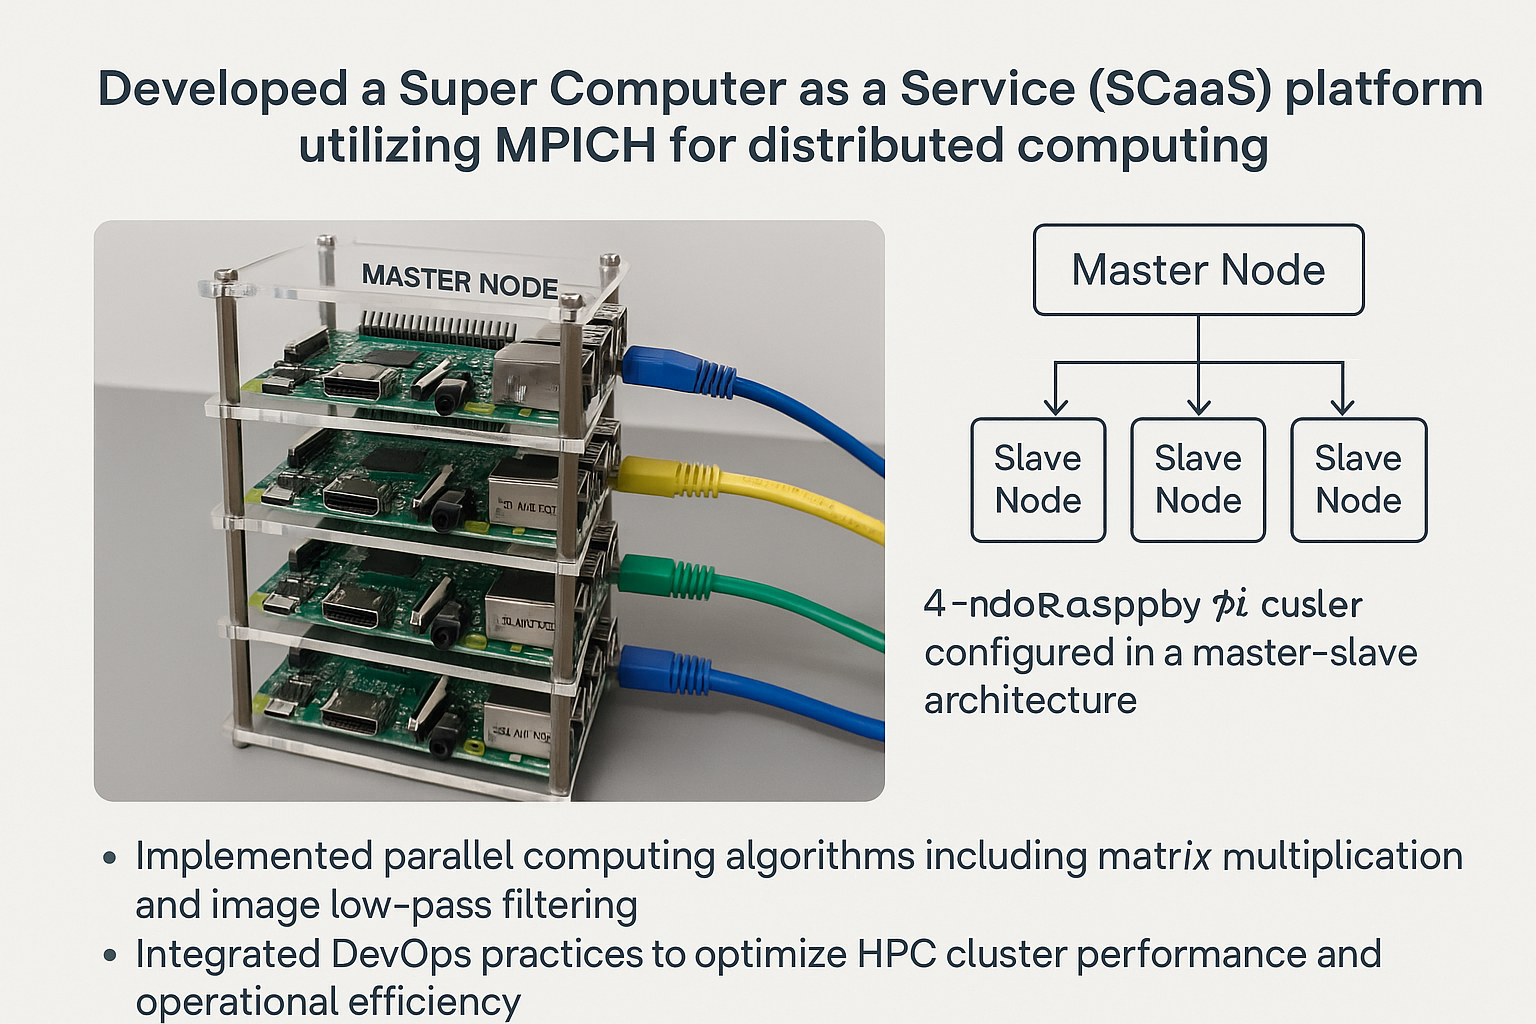 Developed a Super Computer as a Service (SCaaS) platform
utilizing MPICH for distributed computing
MASTER NODE
Master Node
Slave
Node
Slave
Node
Slave
Node
4-ndoRasppby pi cusler
configured in a master-slave
architecture
• Implemented parallel computing algorithms including matrix multiplication
and image low-pass filtering
• Integrated DevOps practices to optimize HPC cluster performance and
operational efficiency